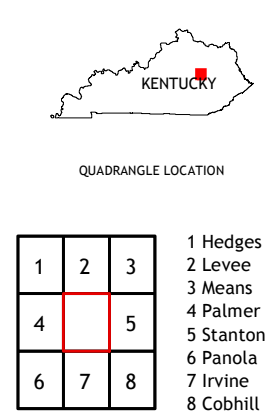 KENTUCKY
QUADRANGLE LOCATION
1 2 3
4 5
6 7 8
1 Hedges
2 Levee
3 Means
4 Palmer
5 Stanton
6 Panola
7 Irvine
8 Cobhill